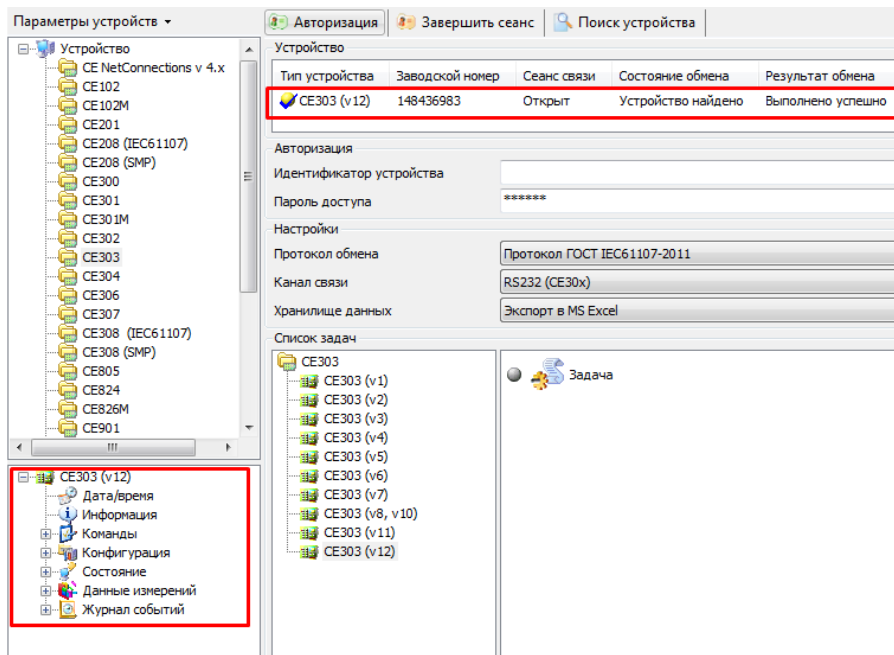 Параметры устройств
Авторизация Завершить сеанс Поиск устройства
Устройство
CE NetConnections v 4.x
CE102
CE102M
CE201
CE208 (IEC61107)
CE208 (SMP)
CE300
CE301
CE301M
CE302
CE303
CE304
CE306
CE307
CE308 (IEC61107)
CE308 (SMP)
CE805
CE824
CE826M
CE901
CE303 (v12)
Дата/время
Информация
Команды
Конфигурация
Состояние
Данные измерений
Журнал событий
Устройство
Тип устройства Заводской номер Сеанс связи Состояние обмена Результат обмена
CE303 (v12) 148436983 Открыт Устройство найдено Выполнено успешно
Авторизация
Идентификатор устройства
Пароль доступа ******
Настройки
Протокол обмена Протокол ГОСТ IEC61107-2011
Канал связи RS232 (CE30x)
Хранилище данных Экспорт в MS Excel
Список задач
CE303
CE303 (v1)
CE303 (v2)
CE303 (v3)
CE303 (v4)
CE303 (v5)
CE303 (v6)
CE303 (v7)
CE303 (v8, v10)
CE303 (v11)
CE303 (v12)
Задача